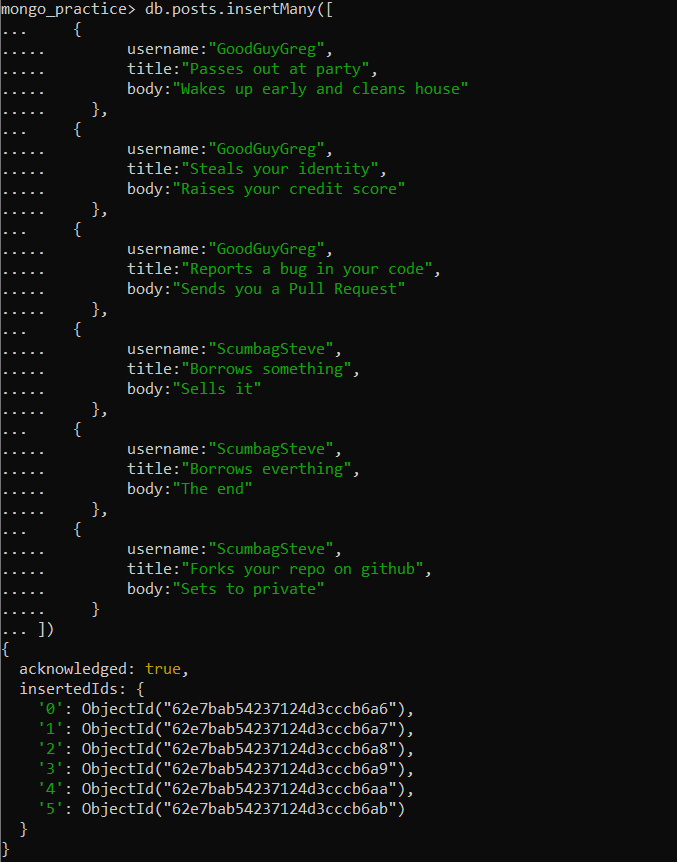 mongo_practice> db.posts.insertMany([
...     {
.....         username:"GoodGuyGreg",
.....         title:"Passes out at party",
.....         body:"Wakes up early and cleans house"
.....     },
...     {
.....         username:"GoodGuyGreg",
.....         title:"Steals your identity",
.....         body:"Raises your credit score"
.....     },
...     {
.....         username:"GoodGuyGreg",
.....         title:"Reports a bug in your code",
.....         body:"Sends you a Pull Request"
.....     },
...     {
.....         username:"ScumbagSteve",
.....         title:"Borrows something",
.....         body:"Sells it"
.....     },
...     {
.....         username:"ScumbagSteve",
.....         title:"Borrows everthing",
.....         body:"The end"
.....     },
...     {
.....         username:"ScumbagSteve",
.....         title:"Forks your repo on github",
.....         body:"Sets to private"
.....     }
... ])
{
  acknowledged: true,
  insertedIds: {
    '0': ObjectId("62e7bab54237124d3cccb6a6"),
    '1': ObjectId("62e7bab54237124d3cccb6a7"),
    '2': ObjectId("62e7bab54237124d3cccb6a8"),
    '3': ObjectId("62e7bab54237124d3cccb6a9"),
    '4': ObjectId("62e7bab54237124d3cccb6aa"),
    '5': ObjectId("62e7bab54237124d3cccb6ab")
  }
}